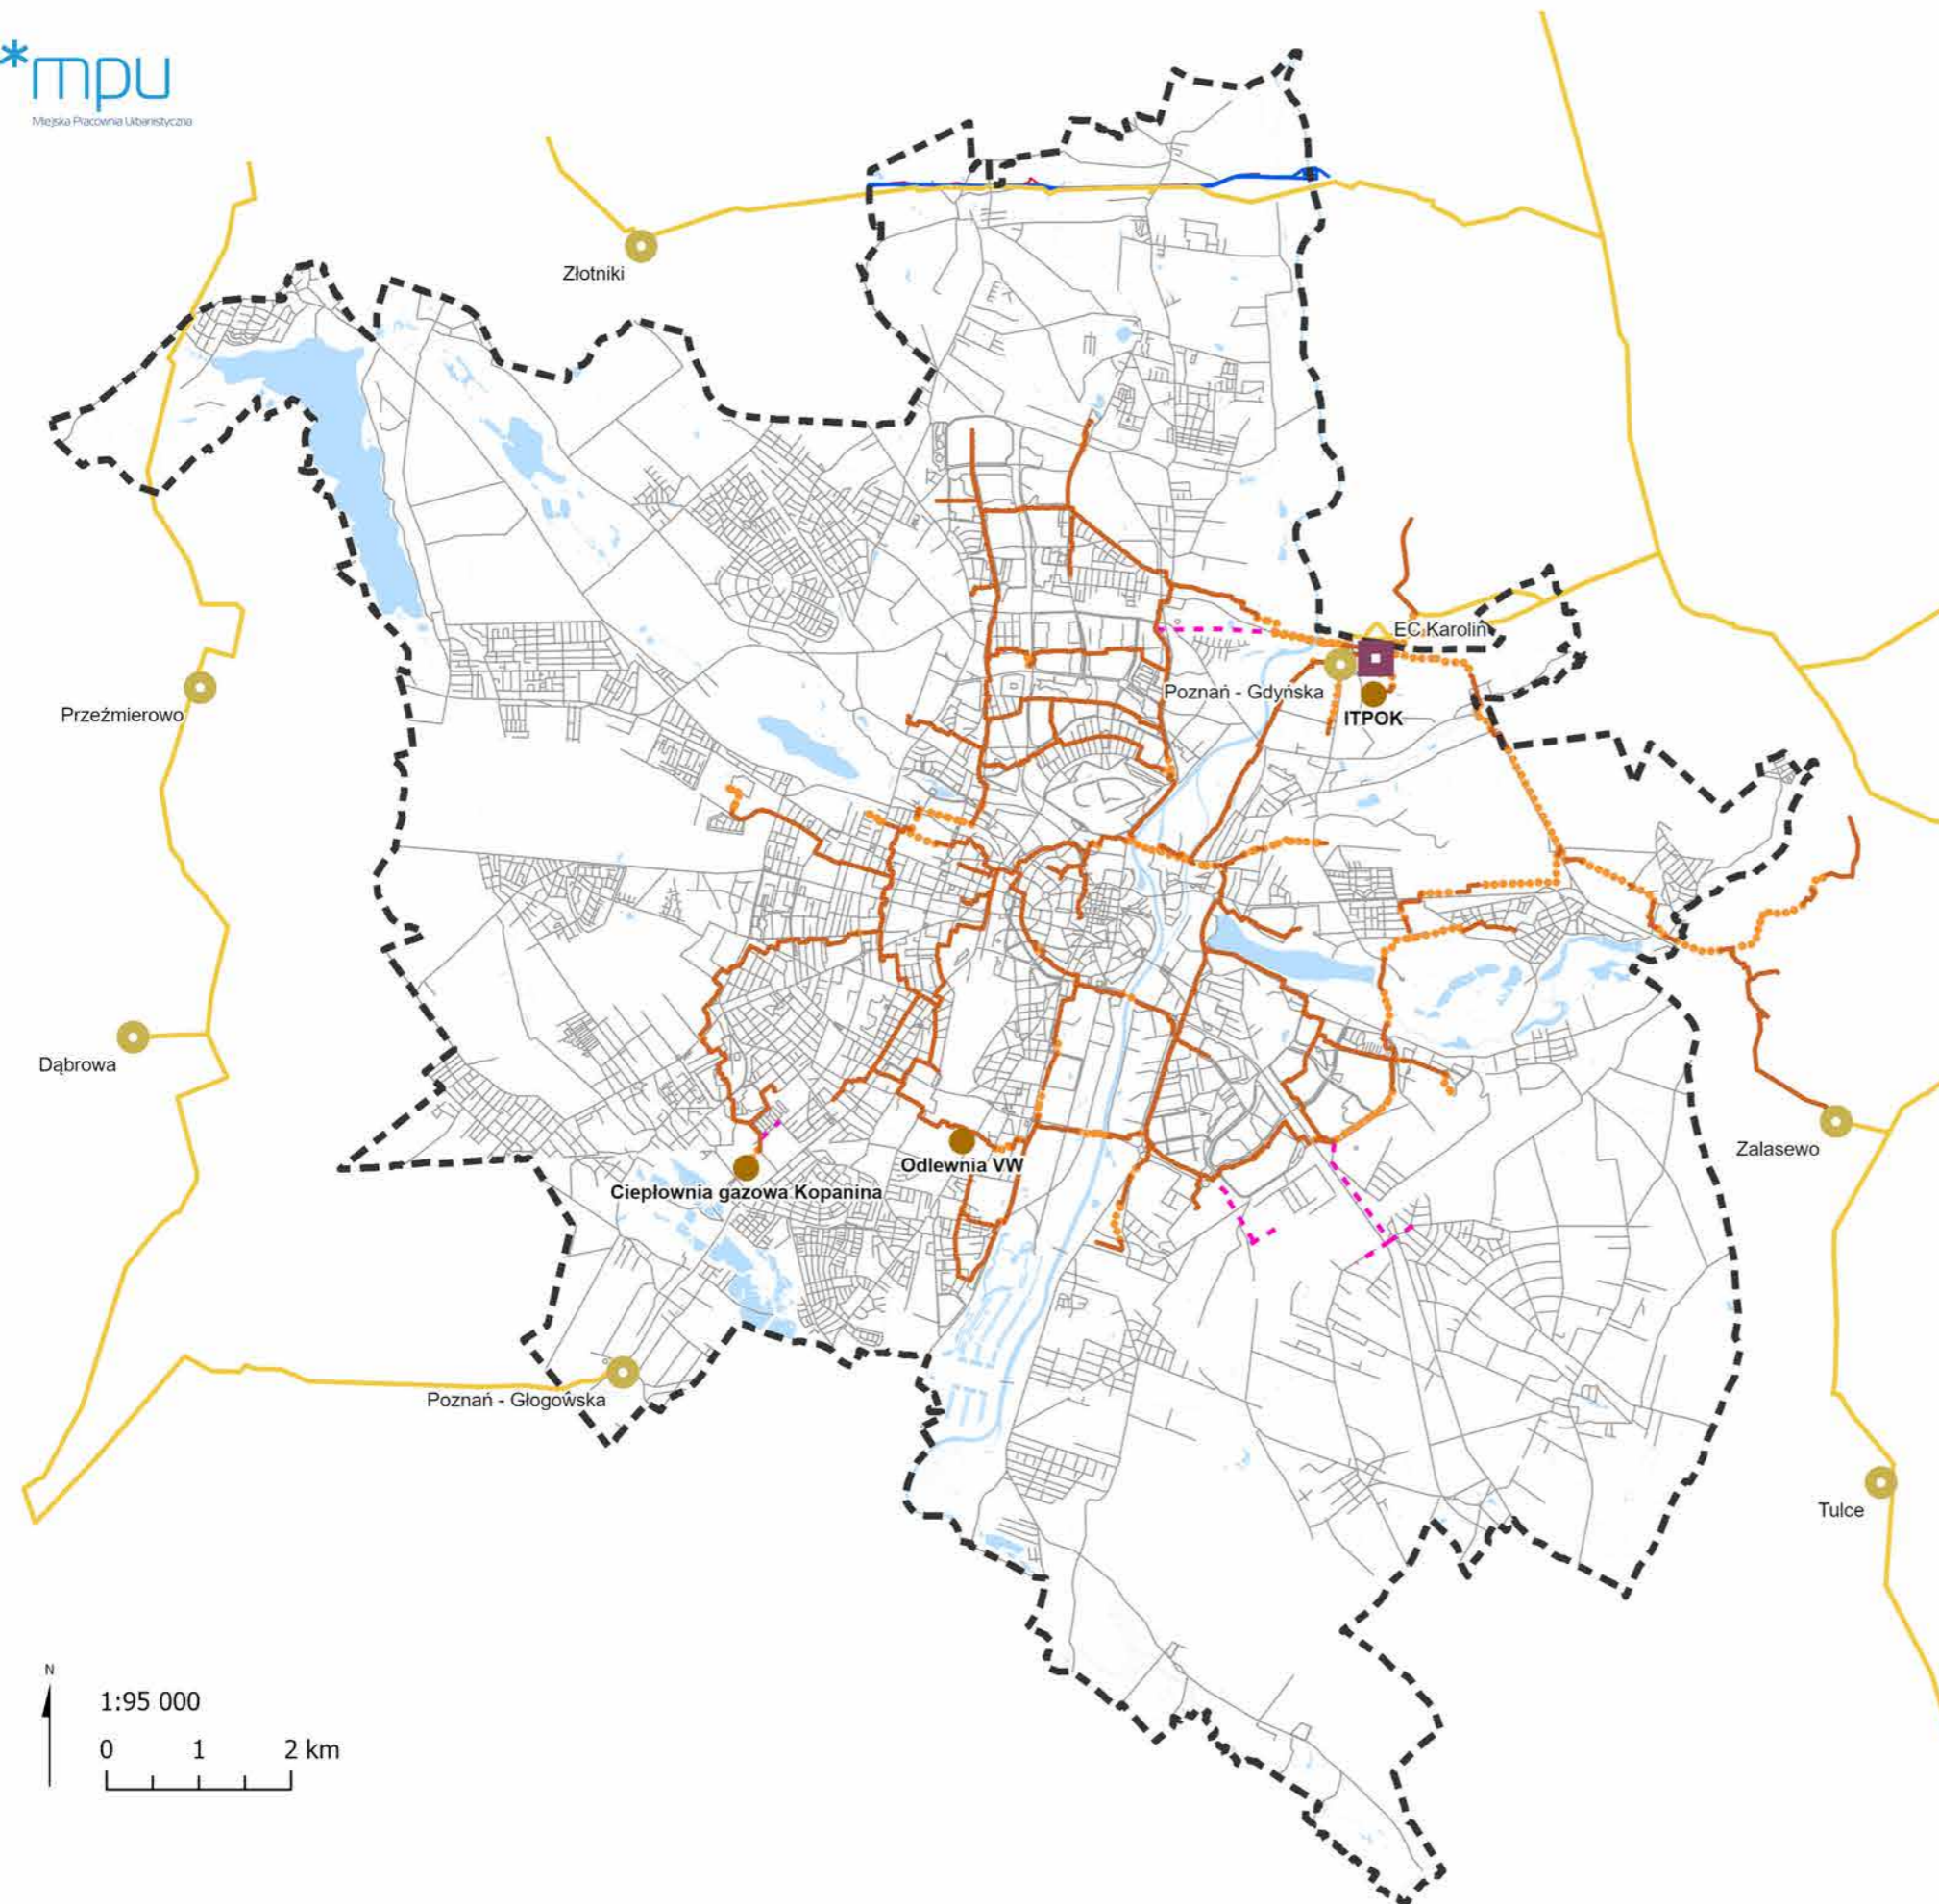 *mpu
Miejska Pracownia Urbanistyczna
Złotniki
EC Karolin
Poznań - Gdyńska
ITPOK
Przeźmierowo
Dąbrowa
Zalasewo
Odlewnia VW
Ciepłownia gazowa Kopanina
Poznań - Głogowska
Tulce
N
1:95 000
0 1 2 km